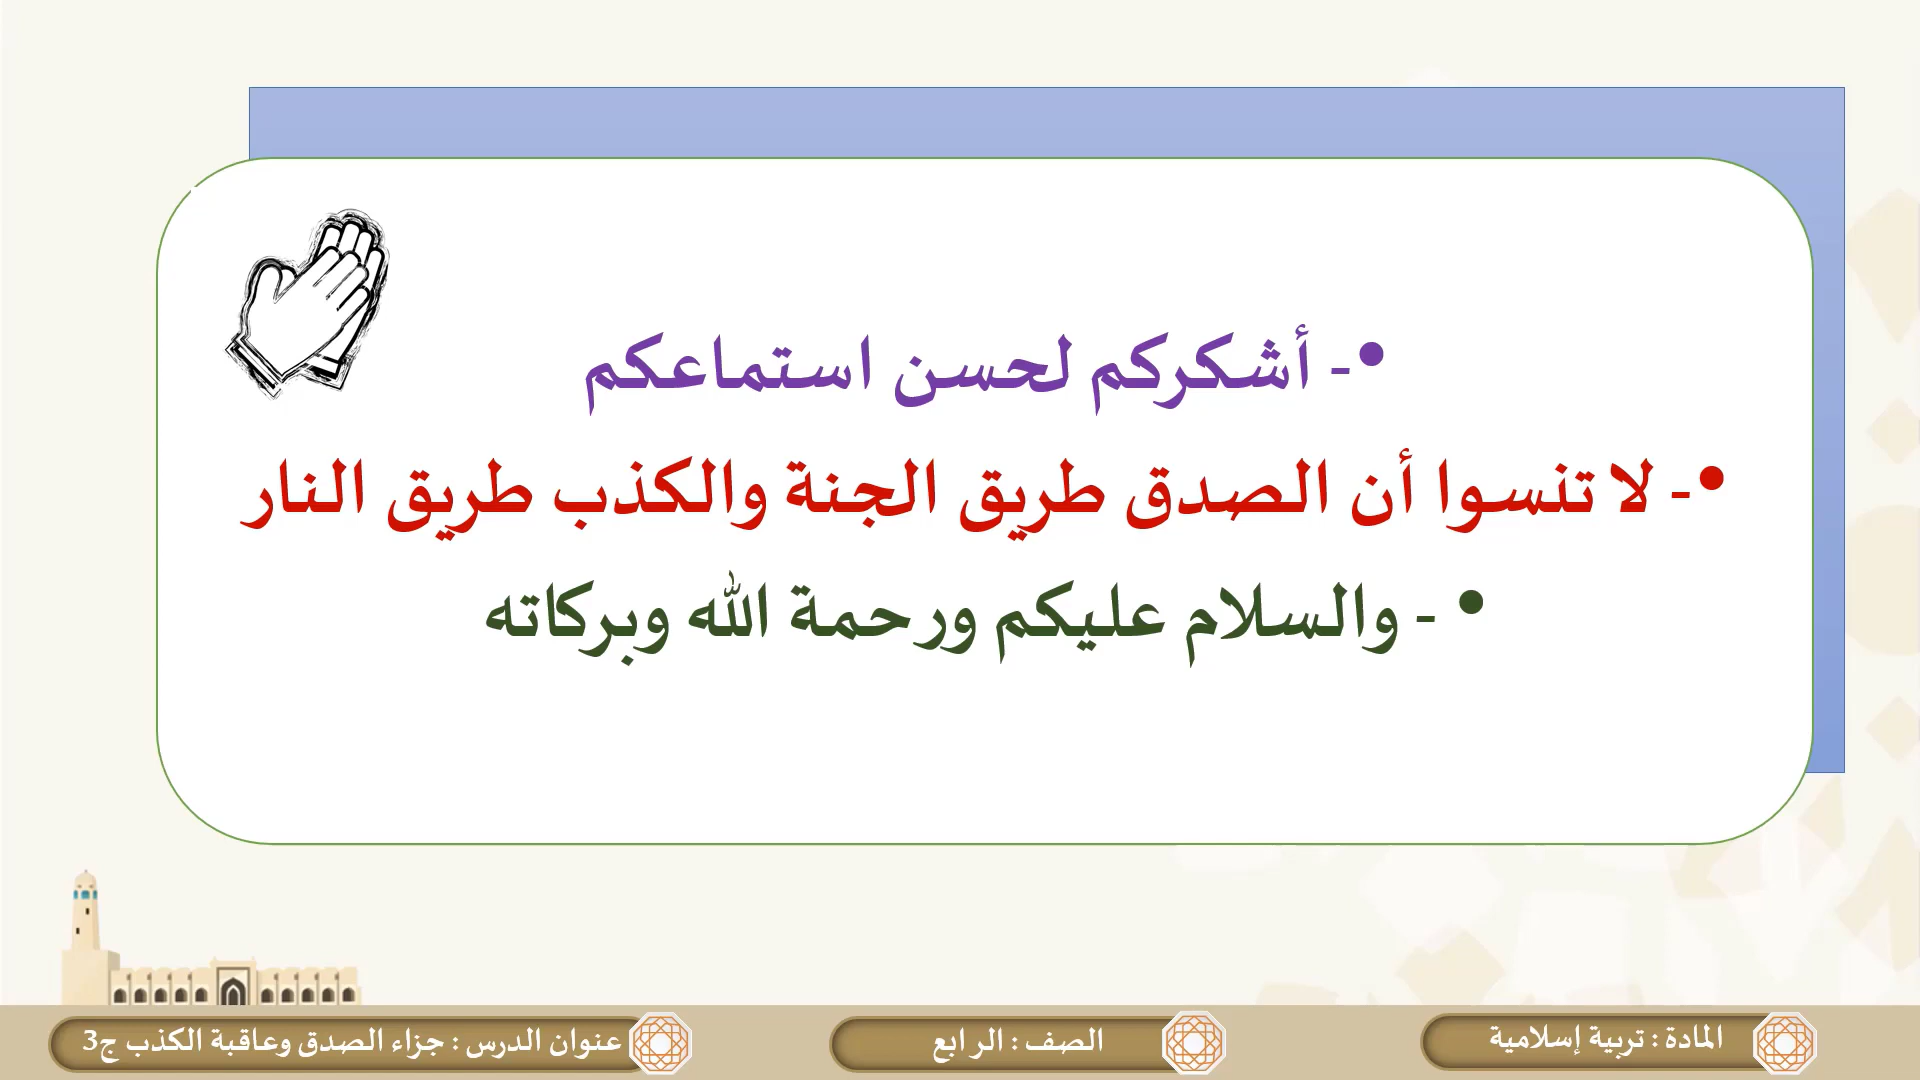 •- أشكركم لحسن استماعكم
•- لا تنسوا أن الصدق طريق الجنة والكذب طريق النار
• - والسلام عليكم ورحمة الله وبركاته
المادة : تربية إسلامية
الصف : الرابع
عنوان الدرس : جزاء الصدق وعاقبة الكذب ج3